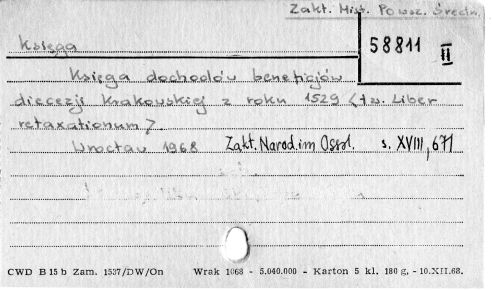 Zakł. Hist. Powsz. Średn.
Księga
58811 II
Księga dochodów beneficjów
diecezji krakowskiej z roku 1529 (tzw. Liber
retaxationum).
Wrocław 1968 Zakł. Narod. im Ossol. s. XVIII, 671
CWD B 15 b Zam. 1537/DW/On Wrak 1068 - 5.040.000 - Karton 5 kl. 180 g, - 10.XII.68.